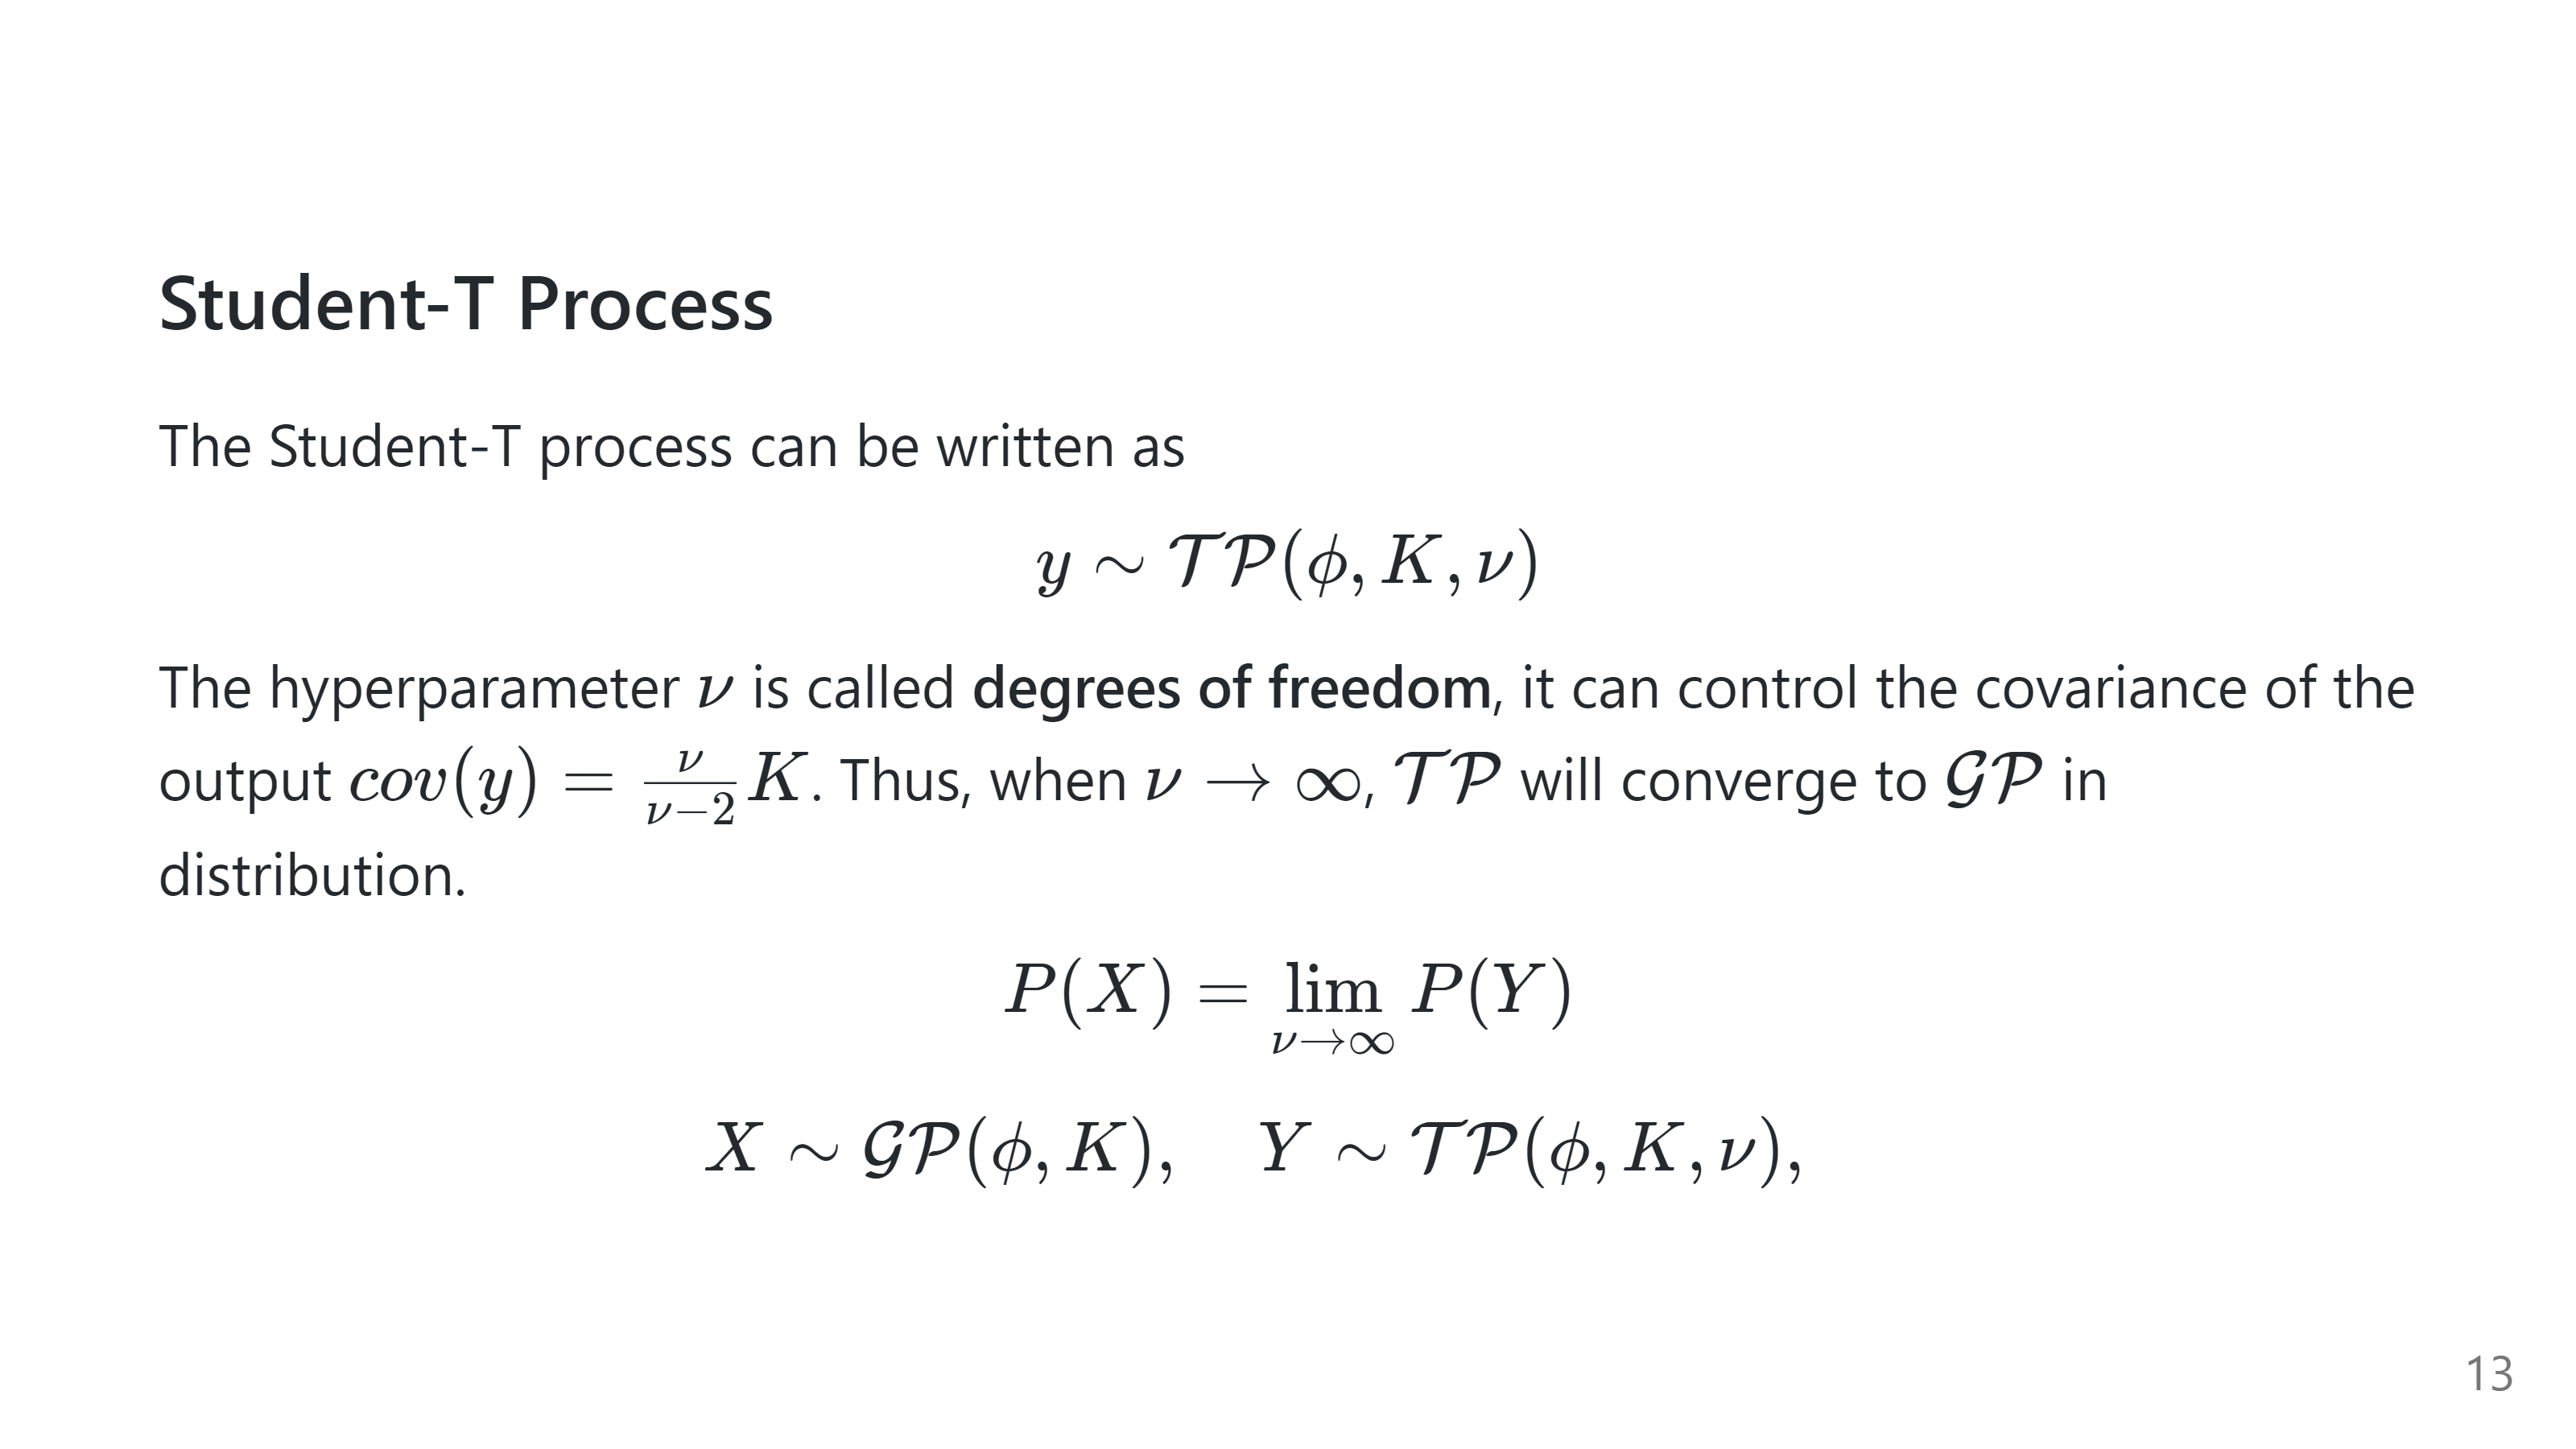 Student-T Process
The Student-T process can be written as
y ∼ 𝒯𝒫(ϕ, K, ν)
The hyperparameter ν is called degrees of freedom, it can control the covariance of the
output cov(y) = ν/(ν−2) K. Thus, when ν → ∞, 𝒯𝒫 will converge to 𝒢𝒫 in
distribution.
P(X) = lim_{ν→∞} P(Y)
X ∼ 𝒢𝒫(ϕ, K), Y ∼ 𝒯𝒫(ϕ, K, ν),
13